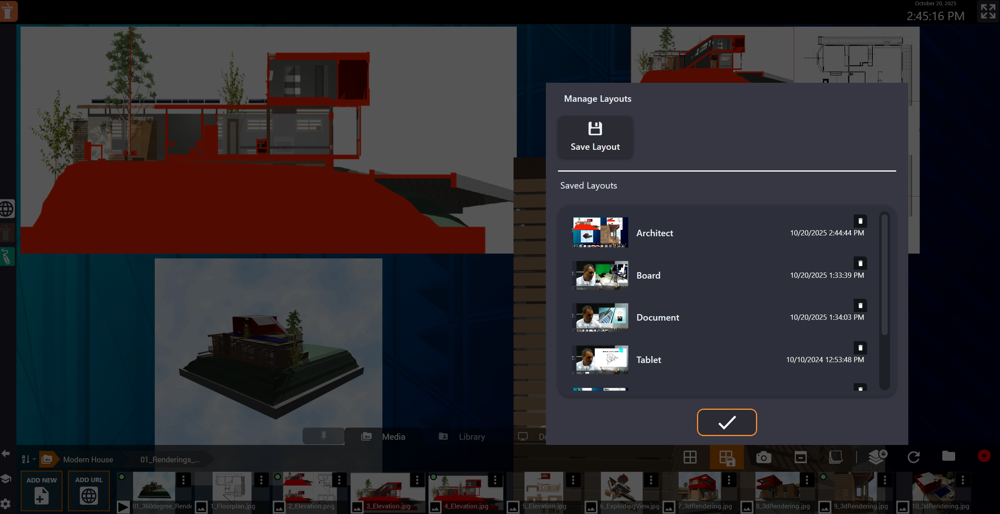 October 20, 2025
2:45:16 PM
Manage Layouts
Save Layout
Saved Layouts
Architect
10/20/2025 2:44:44 PM
Board
10/20/2025 1:33:39 PM
Document
10/20/2025 1:34:03 PM
Tablet
10/10/2024 12:53:48 PM
Media
Library
AZ
Modern House
01_Renderings_...
ADD NEW
ADD URL
01_360degree_Rende
1_Floorplan.jpg
2_Elevation.png
3_Elevation.jpg
4_Elevation.jpg
5_Elevation.jpg
6_ExplodingView.jpg
7_3dRendering.jpg
8_3dRendering.jpg
9_3dRendering.jpg
10_3dRendering.jpg